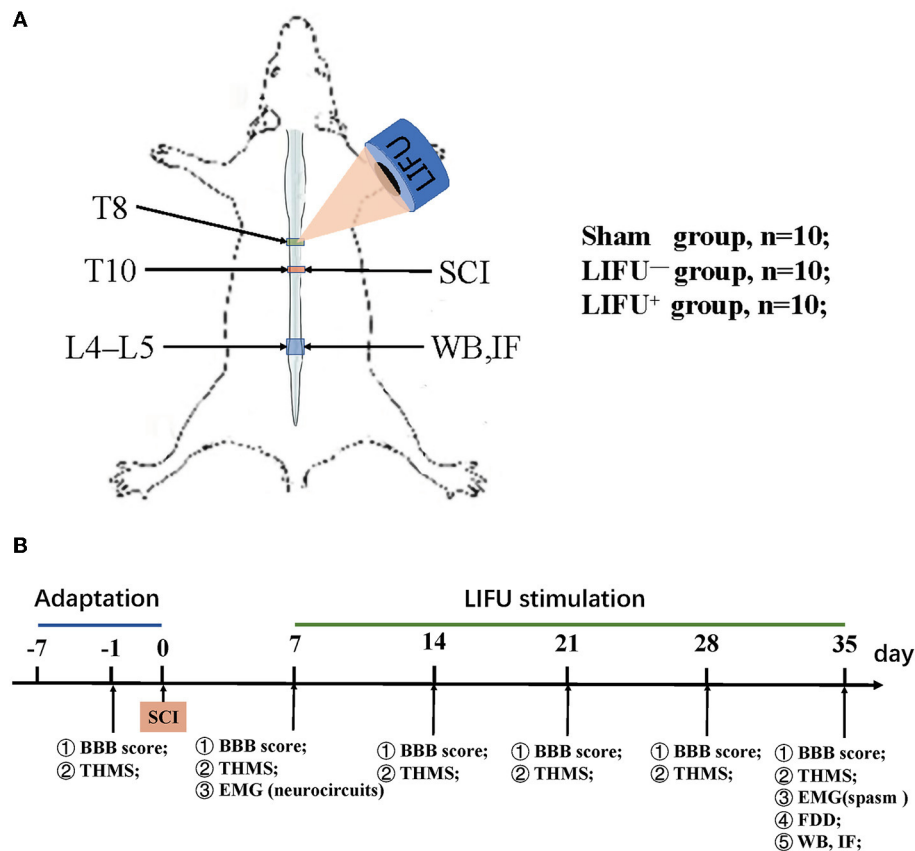 A
LIFU
T8
T10
SCI
L4–L5
WB,IF
Sham group, n=10;
LIFU— group, n=10;
LIFU+ group, n=10;
B
Adaptation
LIFU stimulation
-7 -1 0 7 14 21 28 35 day
SCI
① BBB score;
② THMS;
① BBB score;
② THMS;
③ EMG (neurocircuits)
① BBB score;
② THMS;
① BBB score;
② THMS;
① BBB score;
② THMS;
① BBB score;
② THMS;
③ EMG(spasm )
④ FDD;
⑤ WB, IF;